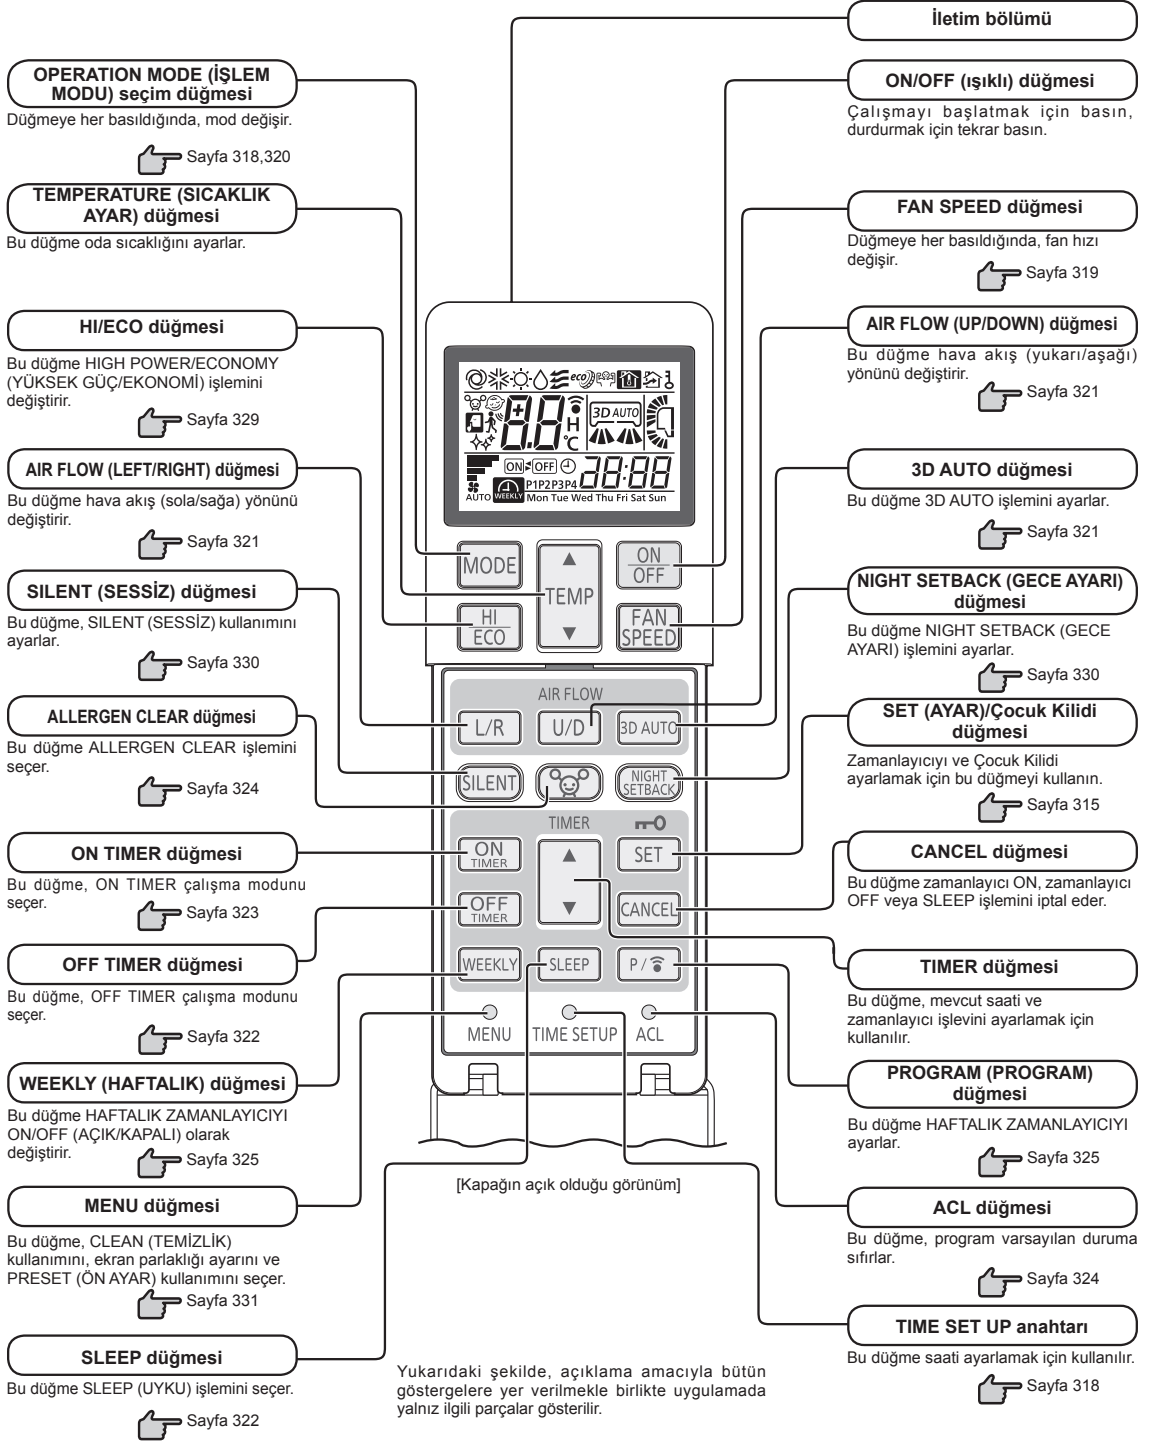 İletim bölümü
OPERATION MODE (İŞLEM
MODU) seçim düğmesi
Düğmeye her basıldığında, mod değişir.
Sayfa 318,320
TEMPERATURE (SICAKLIK
AYAR) düğmesi
Bu düğme oda sıcaklığını ayarlar.
HI/ECO düğmesi
Bu düğme HIGH POWER/ECONOMY
(YÜKSEK GÜÇ/EKONOMİ) işlemini
değiştirir.
Sayfa 329
AIR FLOW (LEFT/RIGHT) düğmesi
Bu düğme hava akış (sola/sağa) yönünü
değiştirir.
Sayfa 321
SILENT (SESSİZ) düğmesi
Bu düğme, SILENT (SESSİZ) kullanımını
ayarlar.
Sayfa 330
ALLERGEN CLEAR düğmesi
Bu düğme ALLERGEN CLEAR işlemini
seçer.
Sayfa 324
ON TIMER düğmesi
Bu düğme, ON TIMER çalışma modunu
seçer.
Sayfa 323
OFF TIMER düğmesi
Bu düğme, OFF TIMER çalışma modunu
seçer.
Sayfa 322
WEEKLY (HAFTALIK) düğmesi
Bu düğme HAFTALIK ZAMANLAYICIYI
ON/OFF (AÇIK/KAPALI) olarak
değiştirir.
Sayfa 325
MENU düğmesi
Bu düğme, CLEAN (TEMİZLİK)
kullanımını, ekran parlaklığı ayarını ve
PRESET (ÖN AYAR) kullanımını seçer.
Sayfa 331
SLEEP düğmesi
Bu düğme SLEEP (UYKU) işlemini seçer.
Sayfa 322
eco
8.8
H
°C
3D AUTO
ON OFF 88:88
AUTO WEEKLY P1P2P3P4
Mon Tue Wed Thu Fri Sat Sun
MODE
TEMP
ON
OFF
HI
ECO
FAN
SPEED
AIR FLOW
L/R
U/D
3D AUTO
SILENT
NIGHT
SETBACK
TIMER
ON
TIMER
SET
OFF
TIMER
CANCEL
WEEKLY
SLEEP
P/
MENU
TIME SETUP
ACL
[Kapağın açık olduğu görünüm]
Yukarıdaki şekilde, açıklama amacıyla bütün
göstergelere yer verilmekle birlikte uygulamada
yalnız ilgili parçalar gösterilir.
ON/OFF (ışıklı) düğmesi
Çalışmayı başlatmak için basın,
durdurmak için tekrar basın.
FAN SPEED düğmesi
Düğmeye her basıldığında, fan hızı
değişir.
Sayfa 319
AIR FLOW (UP/DOWN) düğmesi
Bu düğme hava akış (yukarı/aşağı)
yönünü değiştirir.
Sayfa 321
3D AUTO düğmesi
Bu düğme 3D AUTO işlemini ayarlar.
Sayfa 321
NIGHT SETBACK (GECE AYARI)
düğmesi
Bu düğme NIGHT SETBACK (GECE
AYARI) işlemini ayarlar.
Sayfa 330
SET (AYAR)/Çocuk Kilidi
düğmesi
Zamanlayıcıyı ve Çocuk Kilidi
ayarlamak için bu düğmeyi kullanın.
Sayfa 315
CANCEL düğmesi
Bu düğme zamanlayıcı ON, zamanlayıcı
OFF veya SLEEP işlemini iptal eder.
TIMER düğmesi
Bu düğme, mevcut saati ve
zamanlayıcı işlevini ayarlamak için
kullanılır.
PROGRAM (PROGRAM)
düğmesi
Bu düğme HAFTALIK ZAMANLAYICIYI
ayarlar.
Sayfa 325
ACL düğmesi
Bu düğme, program varsayılan duruma
sıfırlar.
Sayfa 324
TIME SET UP anahtarı
Bu düğme saati ayarlamak için kullanılır.
Sayfa 318